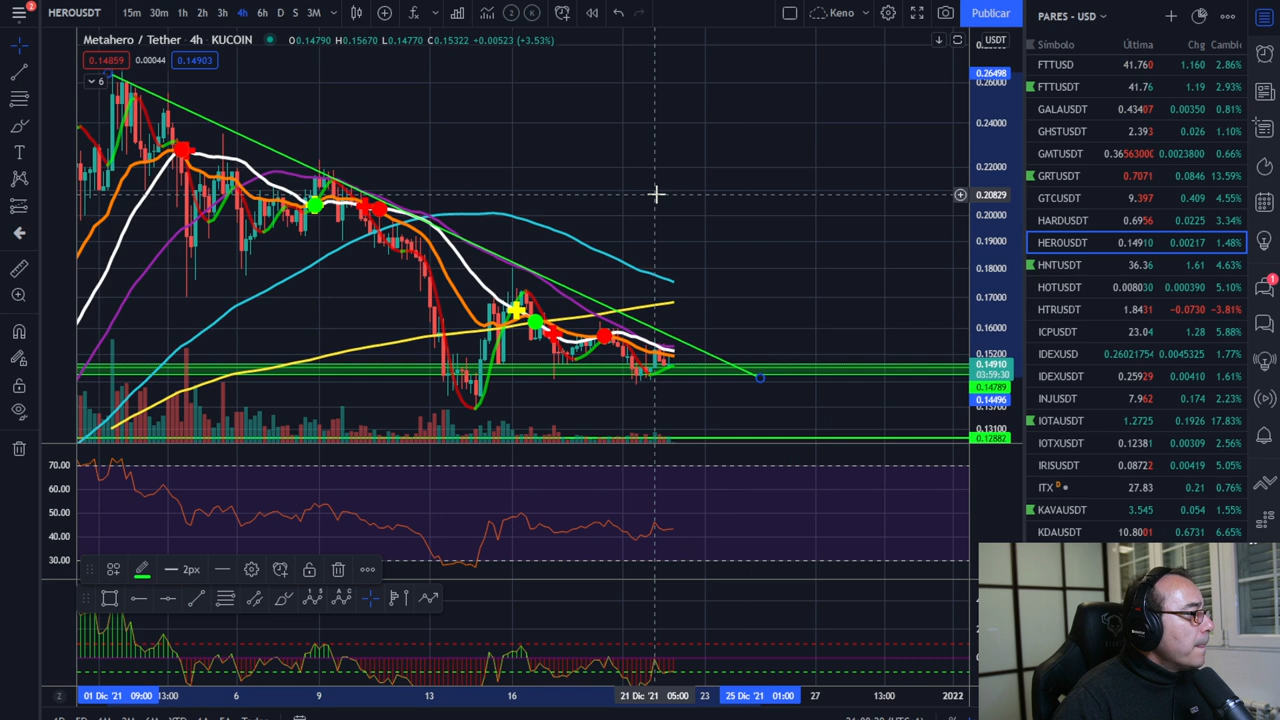 2
HEROUSDT 15m 30m 1h 2h 3h 4h 6h D S 3M
2 K
Keno
Publicar
PARES - USD
Metahero / Tether · 4h · KUCOIN 0.14790 0.15670 0.14770 0.15322 +0.00523 (+3.53%)
USDT
0.14859 0.00044 0.14903
6
0.26498
0.26000
0.24000
0.22000
0.20829
0.20000
0.19000
0.18000
0.17000
0.16000
0.15200
0.14910
03:59:30
0.14789
0.14496
0.13100
0.12882
70.00
60.00
50.00
40.00
30.00
2px
01 Dic '21 09:00 13:00 6 9 13 16 21 Dic '21 05:00 23 25 Dic '21 01:00 27 13:00 2022
Símbolo Última Chg Cambio
FTTUSD 41.760 1.160 2.86%
FTTUSDT 41.76 1.19 2.93%
GALAUSDT 0.43407 0.00350 0.81%
GHSTUSDT 2.393 0.026 1.10%
GMTUSDT 0.36563000 0.0023800 0.66%
GRTUSDT 0.7071 0.0846 13.59%
GTCUSDT 9.397 0.409 4.55%
HARDUSDT 0.6956 0.0225 3.34%
HEROUSDT 0.14910 0.00217 1.48%
HNTUSDT 36.36 1.61 4.63%
HOTUSDT 0.008030 0.000390 5.10%
HTRUSDT 1.831 -0.0730 -3.81%
ICPUSDT 23.04 1.28 5.88%
IDEXUSD 0.26021754 0.0045325 1.77%
IDEXUSDT 0.25929 0.00410 1.61%
INJUSDT 7.962 0.174 2.23%
IOTAUSDT 1.2725 0.1926 17.83%
IOTXUSDT 0.12381 0.00309 2.56%
IRISUSDT 0.08722 0.00419 5.05%
ITX D 27.83 0.21 0.76%
KAVAUSDT 3.545 0.054 1.55%
KDAUSDT 10.8001 0.6731 6.65%
1